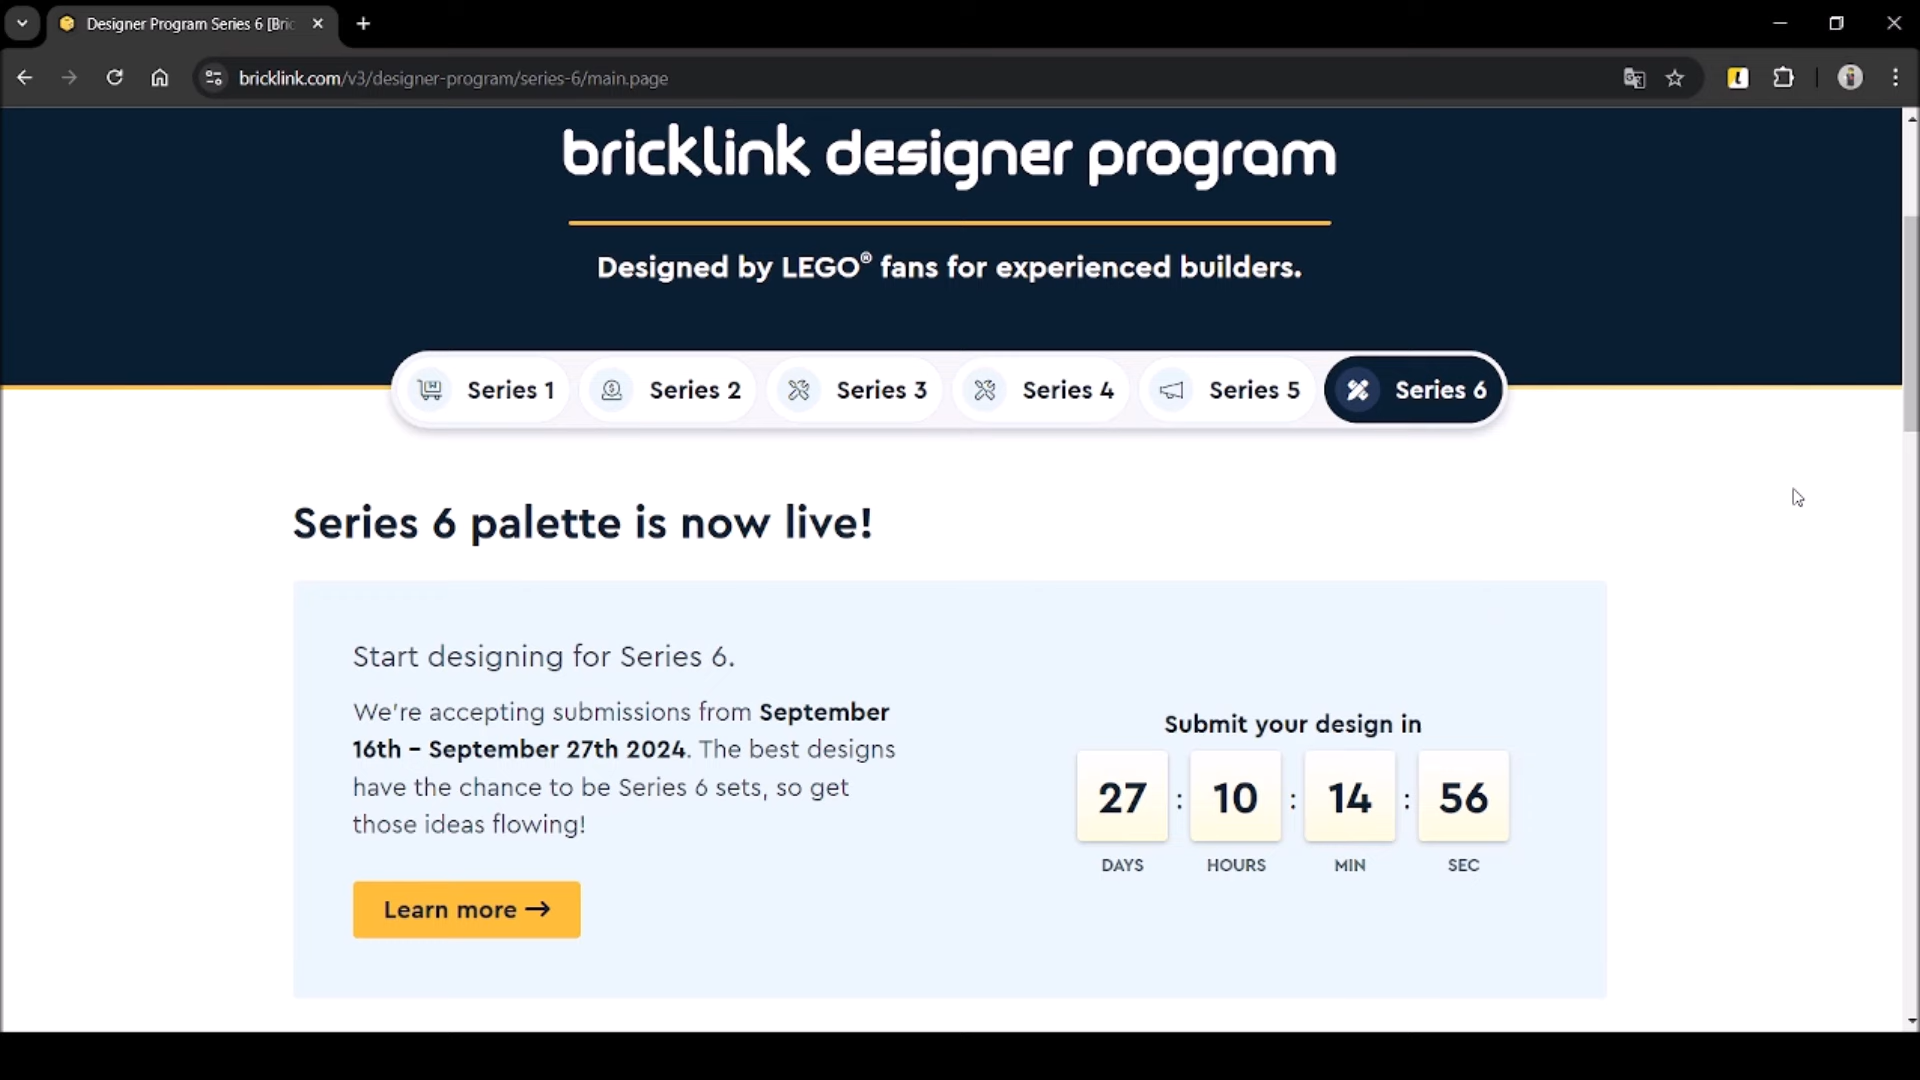 Designer Program Series 6 [Bric
bricklink.com/v3/designer-program/series-6/main.page
bricklink designer program
Designed by LEGO® fans for experienced builders.
Series 1 Series 2 Series 3 Series 4 Series 5 Series 6
Series 6 palette is now live!
Start designing for Series 6.
We're accepting submissions from September
16th – September 27th 2024. The best designs
have the chance to be Series 6 sets, so get
those ideas flowing!
Learn more →
Submit your design in
27 : 10 : 14 : 56
DAYS HOURS MIN SEC